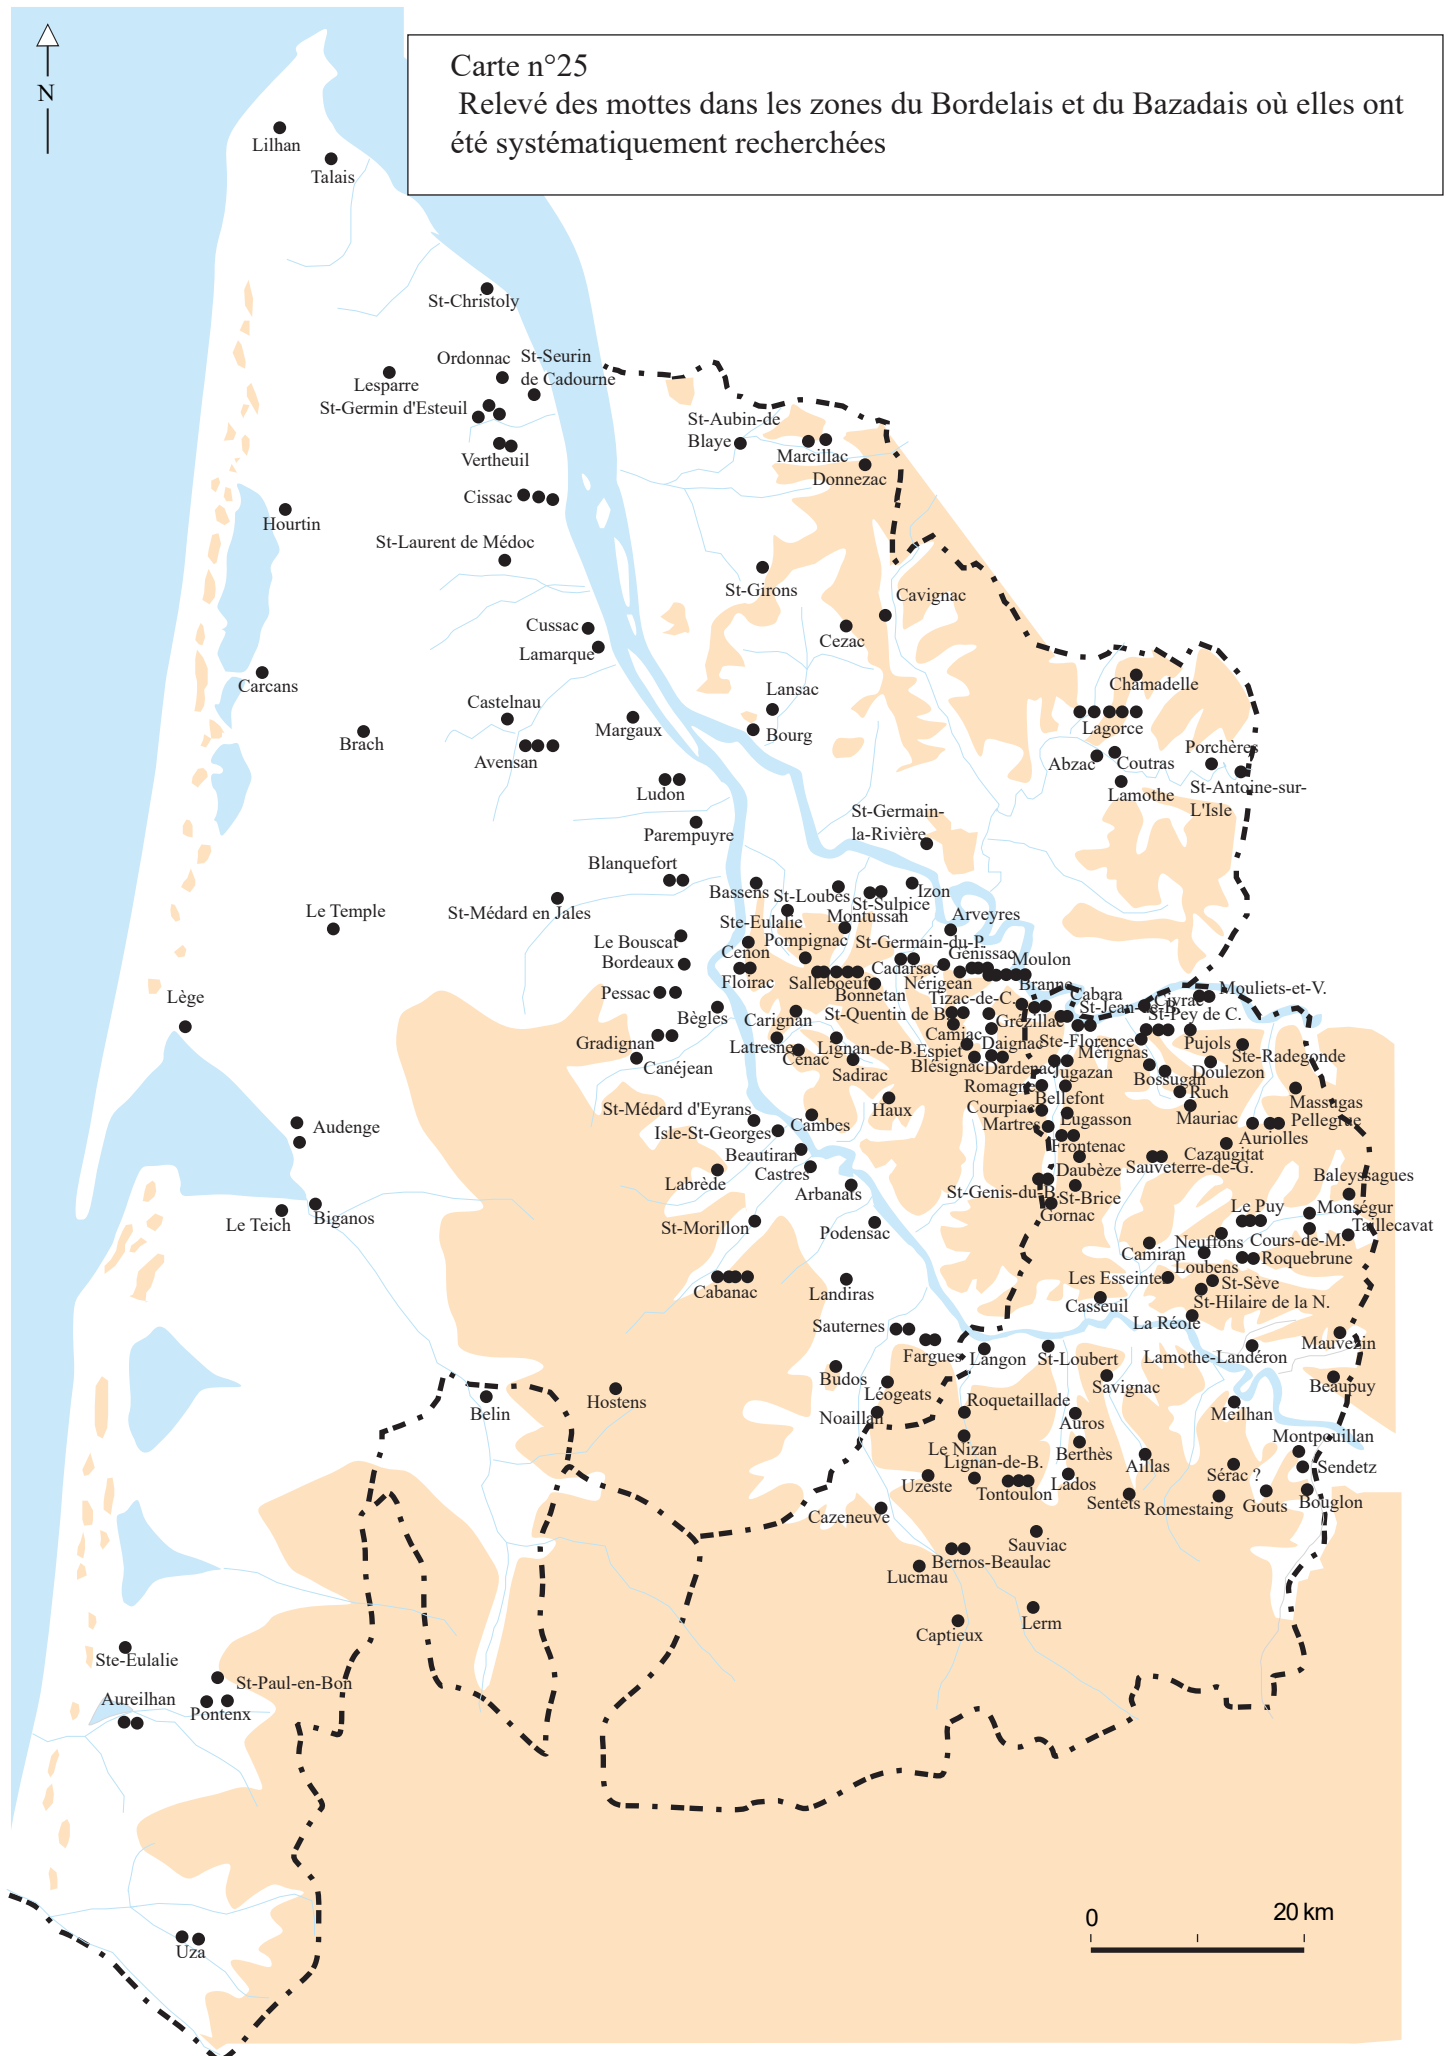 Carte n°25
Relevé des mottes dans les zones du Bordelais et du Bazadais où elles ont
été systématiquement recherchées
N
Lilhan
Talais
St-Christoly
Ordonnac
St-Seurin
de Cadourne
Lesparre
St-Germin d'Esteuil
Vertheuil
Cissac
St-Aubin-de
Blaye
Marcillac
Donnezac
Hourtin
St-Laurent de Médoc
St-Girons
Cavignac
Cezac
Cussac
Lamarque
Carcans
Chamadelle
Castelnau
Lansac
Margaux
Bourg
Lagorce
Brach
Avensan
Abzac
Coutras
Porchères
Ludon
Lamothe
St-Antoine-sur-
L'Isle
Parempuyre
St-Germain-
la-Rivière
Blanquefort
Bassens
St-Loubès
St-Sulpice
Izon
Le Temple
St-Médard en Jales
Ste-Eulalie
Montussan
Arveyres
Le Bouscat
Cenon
Pompignac
St-Germain-du-P.
Génissac
Moulon
Bordeaux
Floirac
Salleboeuf
Cadarsac
Nérigean
Branne
Bonnetan
Lège
Pessac
Tizac-de-C.
Cabara
Civrac
Mouliets-et-V.
Bègles
Carignan
St-Quentin de B.
Grézillac
St-Jean-de-B.
St-Pey de C.
Gradignan
Latresne
Lignan-de-B.
Camiac
Daignac
Ste-Florence
Pujols
Canéjean
Cénac
Espiet
Mérignas
Ste-Radegonde
Sadirac
Blésignac
Dardenac
Jugazan
Bossugan
Doulezon
Romagne
Bellefont
Ruch
Massugas
Haux
Courpiac
Lugasson
Mauriac
Pellegrue
St-Médard d'Eyrans
Cambes
Martres
Auriolles
Audenge
Isle-St-Georges
Frontenac
Cazaugitat
Beautiran
Daubèze
Sauveterre-de-G.
Castres
Baleyssagues
Labrède
Arbanats
St-Genis-du-B.
St-Brice
Le Teich
Biganos
St-Morillon
Podensac
Gornac
Le Puy
Monségur
Taillecavat
Neuffons
Cours-de-M.
Camiran
Loubens
Roquebrune
Cabanac
Landiras
Les Esseintes
St-Sève
Casseuil
St-Hilaire de la N.
Sauternes
La Réole
Fargues
Langon
St-Loubert
Lamothe-Landéron
Mauvezin
Budos
Léogeats
Savignac
Beaupuy
Hostens
Belin
Noaillan
Roquetaillade
Auros
Meilhan
Le Nizan
Berthès
Montpouillan
Lignan-de-B.
Aillas
Sérac ?
Sendetz
Uzeste
Tontoulon
Lados
Sentets
Romestaing
Gouts
Bouglon
Cazeneuve
Sauviac
Bernos-Beaulac
Lucmau
Captieux
Lerm
Ste-Eulalie
St-Paul-en-Bon
Aureilhan
Pontenx
Uza
0
20 km